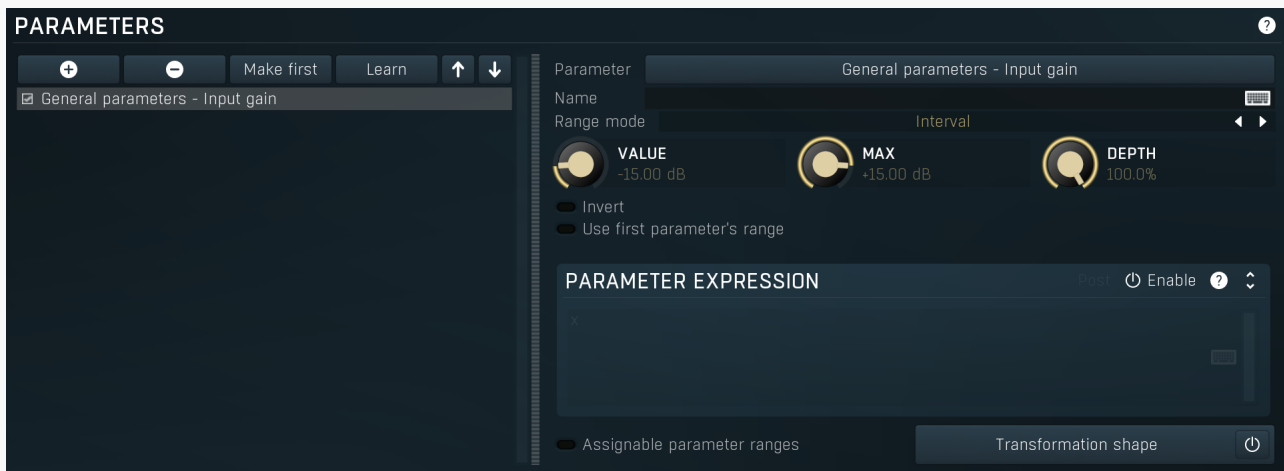 PARAMETERS
Make first Learn
General parameters - Input gain
Parameter General parameters - Input gain
Name
Range mode Interval
VALUE
-15.00 dB
MAX
+15.00 dB
DEPTH
100.0%
Invert
Use first parameter's range
PARAMETER EXPRESSION Post Enable
x
Assignable parameter ranges Transformation shape